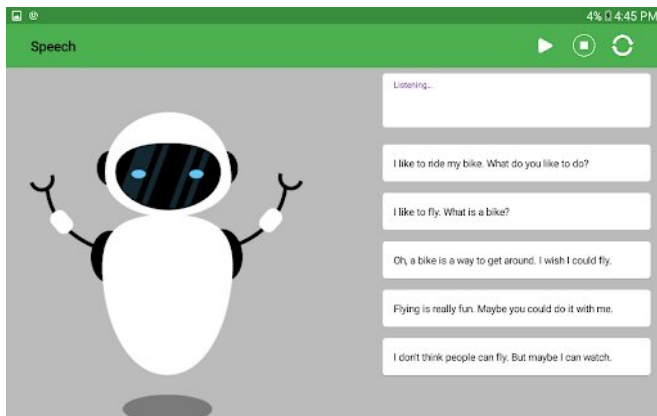 4% 4:45 PM
Speech
Listening...
I like to ride my bike. What do you like to do?
I like to fly. What is a bike?
Oh, a bike is a way to get around. I wish I could fly.
Flying is really fun. Maybe you could do it with me.
I don't think people can fly. But maybe I can watch.